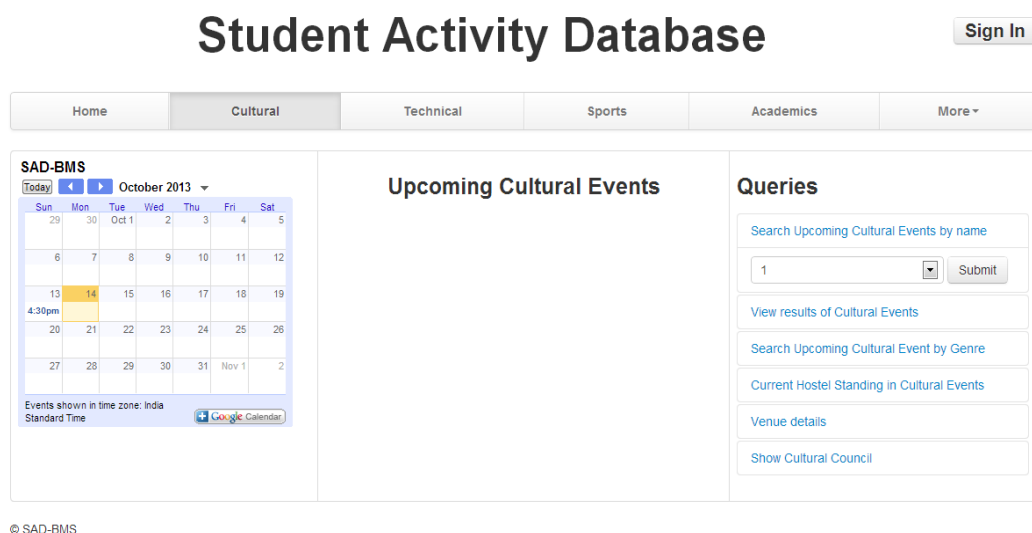 Student Activity Database
Sign In
Home Cultural Technical Sports Academics More
SAD-BMS
Today October 2013
Sun Mon Tue Wed Thu Fri Sat
29 30 Oct 1 2 3 4 5
6 7 8 9 10 11 12
13 14 15 16 17 18 19
4:30pm
20 21 22 23 24 25 26
27 28 29 30 31 Nov 1 2
Events shown in time zone: India
Standard Time
Google Calendar
Upcoming Cultural Events
Queries
Search Upcoming Cultural Events by name
1 Submit
View results of Cultural Events
Search Upcoming Cultural Event by Genre
Current Hostel Standing in Cultural Events
Venue details
Show Cultural Council
© SAD-BMS